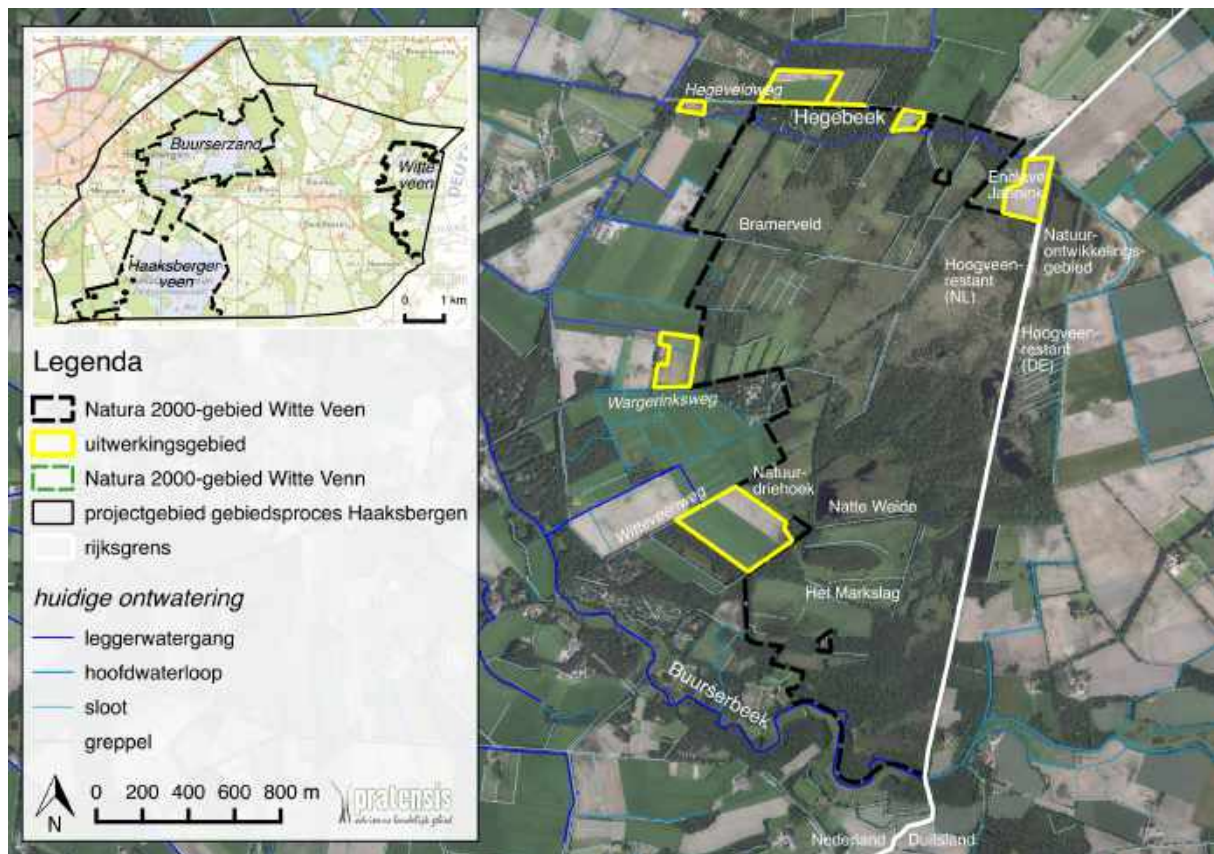 Buurserzand
Witte
veen
Haaksberger
veen
0 1 km
Legenda
Natura 2000-gebied Witte Veen
uitwerkingsgebied
Natura 2000-gebied Witte Venn
projectgebied gebiedsproces Haaksbergen
rijksgrens
huidige ontwatering
leggerwatergang
hoofdwaterloop
sloot
greppel
N
0 200 400 600 800 m
pratensis
Hegeveldweg
Hegebeek
Enclave
Jannink
Bramerveld
Natuur-
ontwikkelings-
gebied
Hoogveen-
restant
(NL)
Hoogveen-
restant
(DE)
Wargerinksweg
Natuur-
driehoek
Witteveenweg
Natte Weide
Het Markslag
Buurserbeek
Nederland
Duitsland